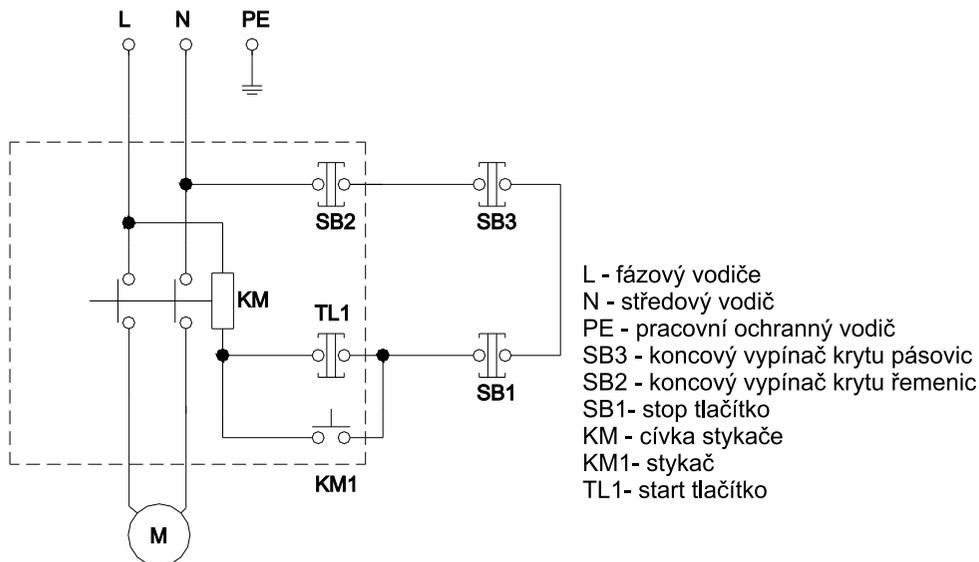 L N PE
SB2 SB3
KM
TL1
SB1
KM1
M
L - fázový vodiče
N - středový vodič
PE - pracovní ochranný vodič
SB3 - koncový vypínač krytu pásovic
SB2 - koncový vypínač krytu řemenic
SB1- stop tlačítko
KM - cívka stykače
KM1- stykač
TL1- start tlačítko